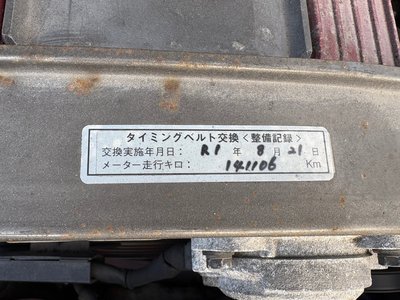 タイミングベルト交換<整備記録>
交換実施年月日： R1 年 8 月 21 日
メーター走行キロ： 141106 Km